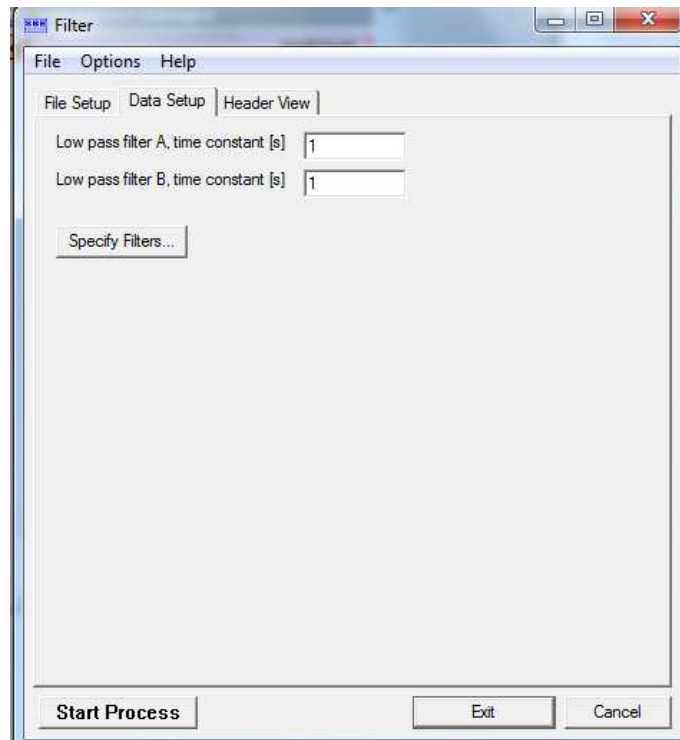 Filter
File Options Help
File Setup Data Setup Header View
Low pass filter A, time constant [s] 1
Low pass filter B, time constant [s] 1
Specify Filters...
Start Process Exit Cancel